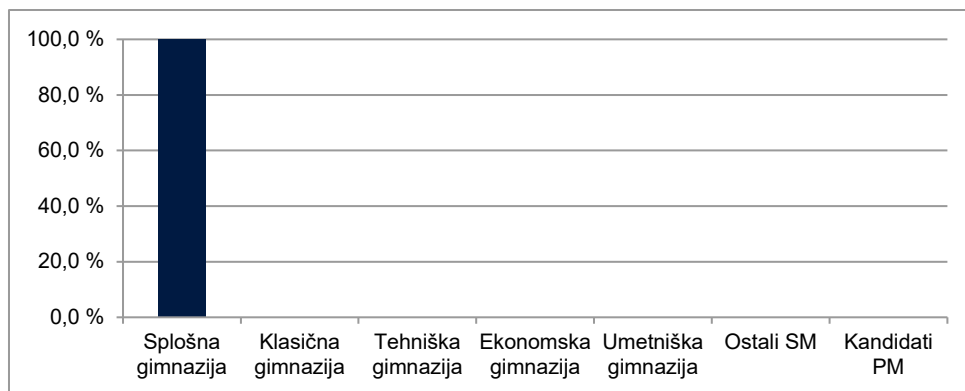 100,0 %
80,0 %
60,0 %
40,0 %
20,0 %
0,0 %
Splošna gimnazija
Klasična gimnazija
Tehniška gimnazija
Ekonomska gimnazija
Umetniška gimnazija
Ostali SM
Kandidati PM